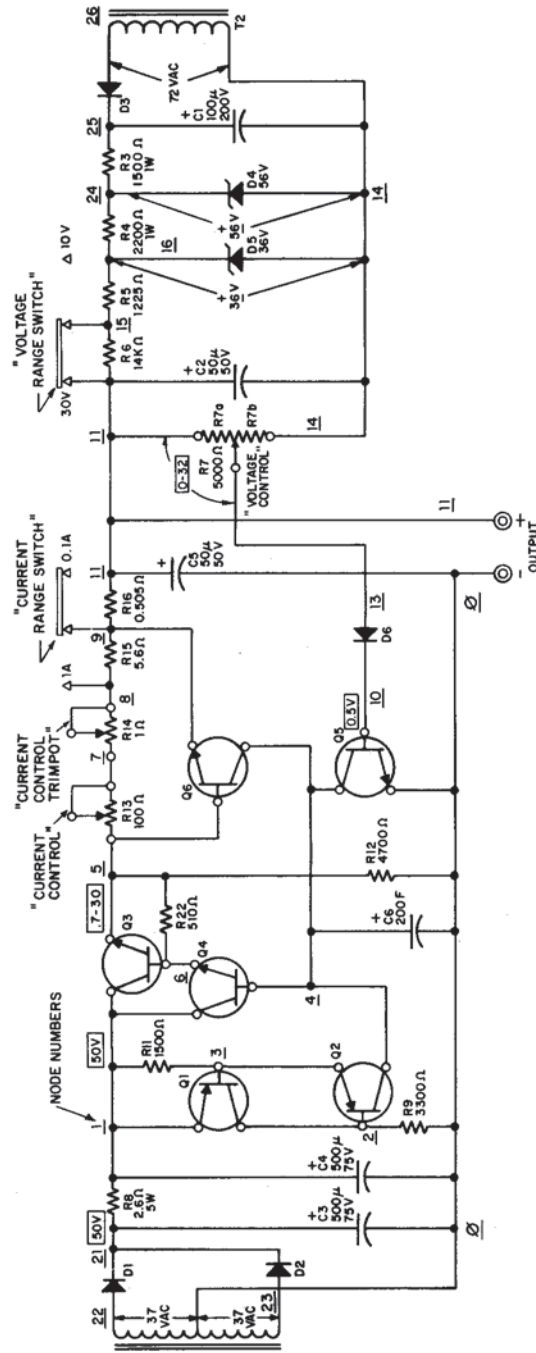 26
T2
72 VAC
D3
25
+ C1
100µ
200V
R3
1500Ω
1W
24
D4
56V
+
56V
14
R4
2200Ω
1W
16
D5
36V
+
36V
△ 10V
R5
1225Ω
15
R6
14KΩ
"VOLTAGE
RANGE SWITCH"
30V
+ C2
50µ
50V
11
R7a
R7b
14
0-32
R7
5000Ω
"VOLTAGE"
CONTROL
11
+
-
OUTPUT
"CURRENT
RANGE SWITCH"
0.1A
11
+
C5
50µ
50V
R16
0.505Ω
9
R15
5.6Ω
1A
13
Ø
D6
10
0.5V
Q5
8
"CURRENT
CONTROL
TRIMPOT"
R14
1Ω
7
Q6
"CURRENT
CONTROL"
R13
100Ω
5
R12
4700Ω
.7-30
Q3
R22
510Ω
+ C6
200F
6
Q4
4
50V
R11
1500Ω
3
Q1
Q2
NODE NUMBERS
1
2
R9
3300Ω
R8
2.6Ω
5W
+ C4
500µ
75V
50V
+ C3
500µ
75V
Ø
21
D1
D2
22
37
VAC
37
VAC
23